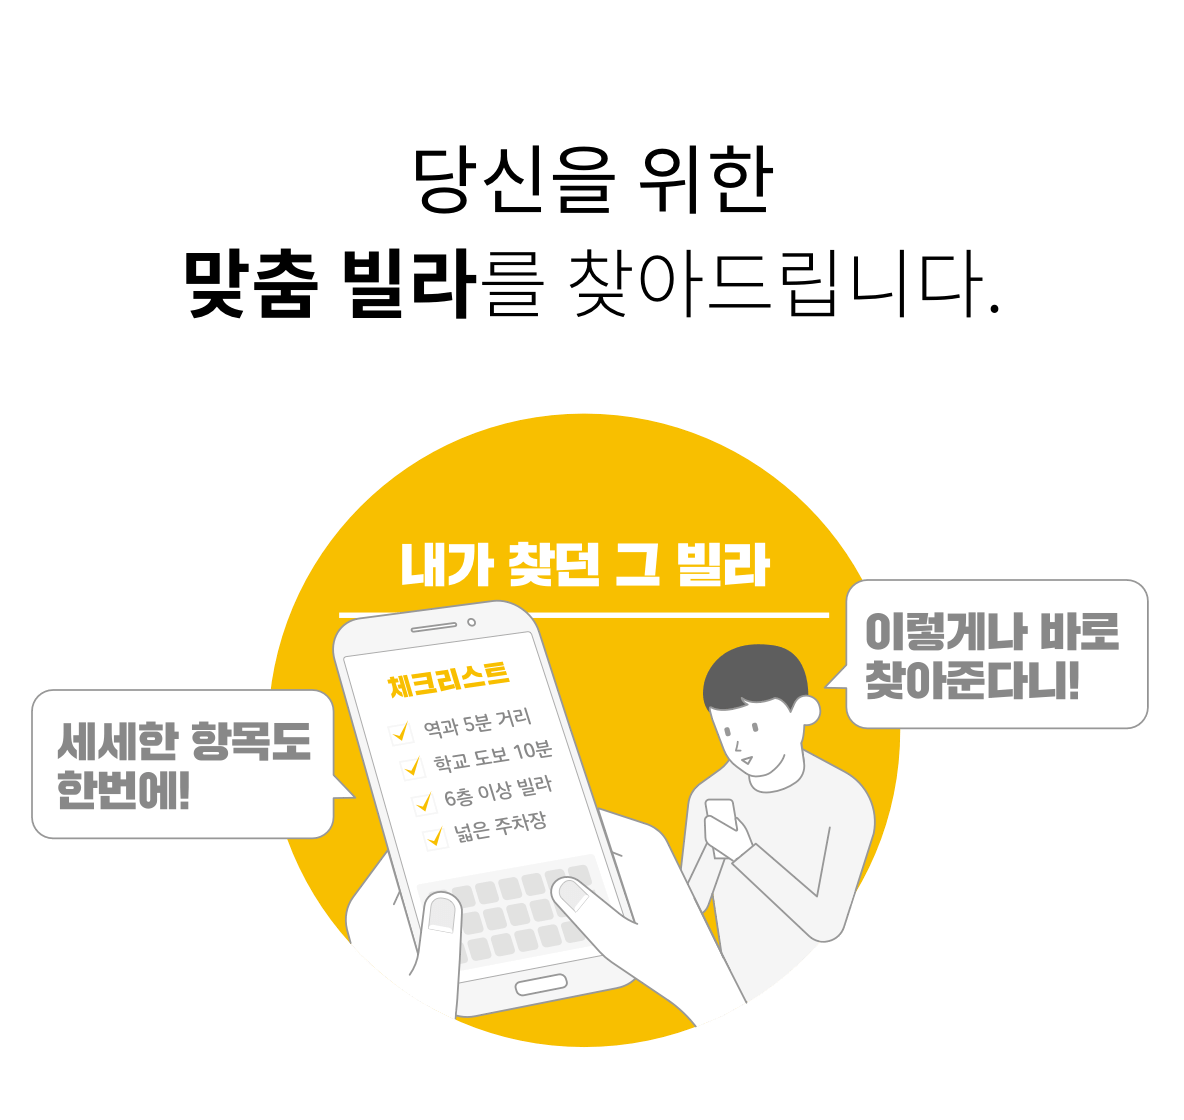 당신을 위한
맞춤 빌라를 찾아드립니다.
내가 찾던 그 빌라
이렇게나 바로
찾아준다니!
체크리스트
역과 5분 거리
학교 도보 10분
6층 이상 빌라
넓은 주차장
세세한 항목도
한번에!